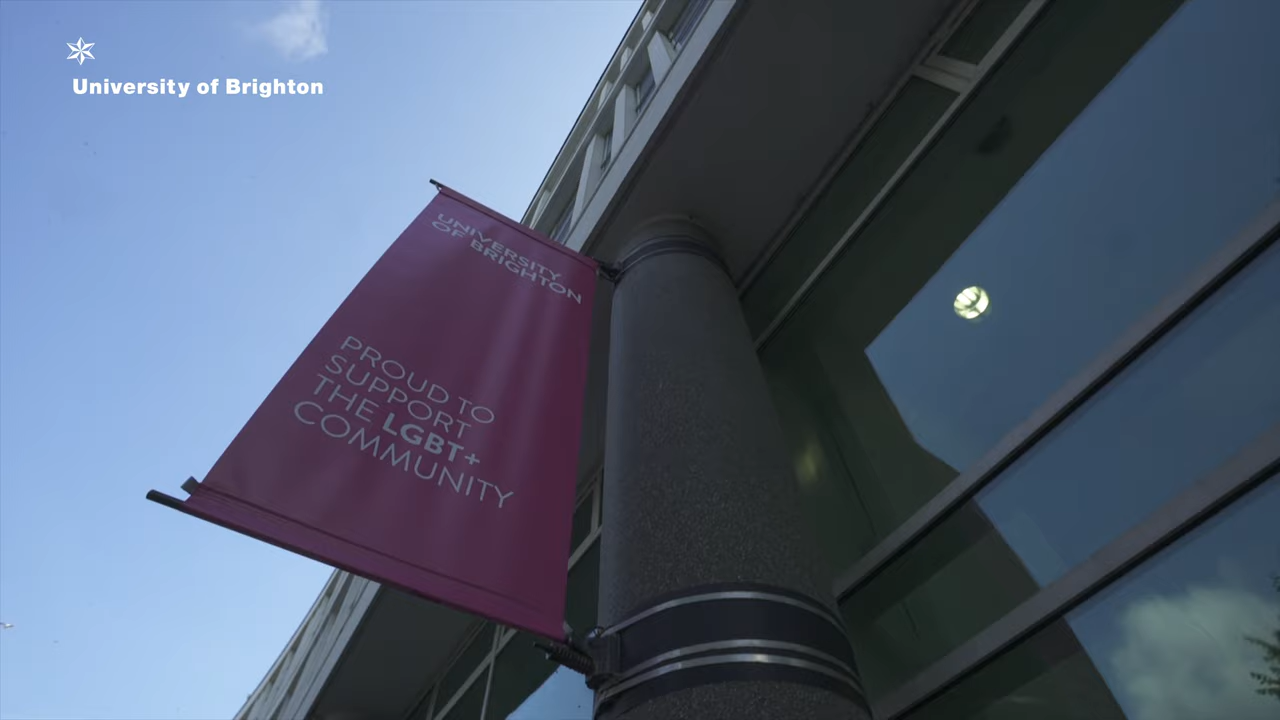 University of Brighton
UNIVERSITY
OF BRIGHTON
PROUD TO
SUPPORT
THE LGBT+
COMMUNITY